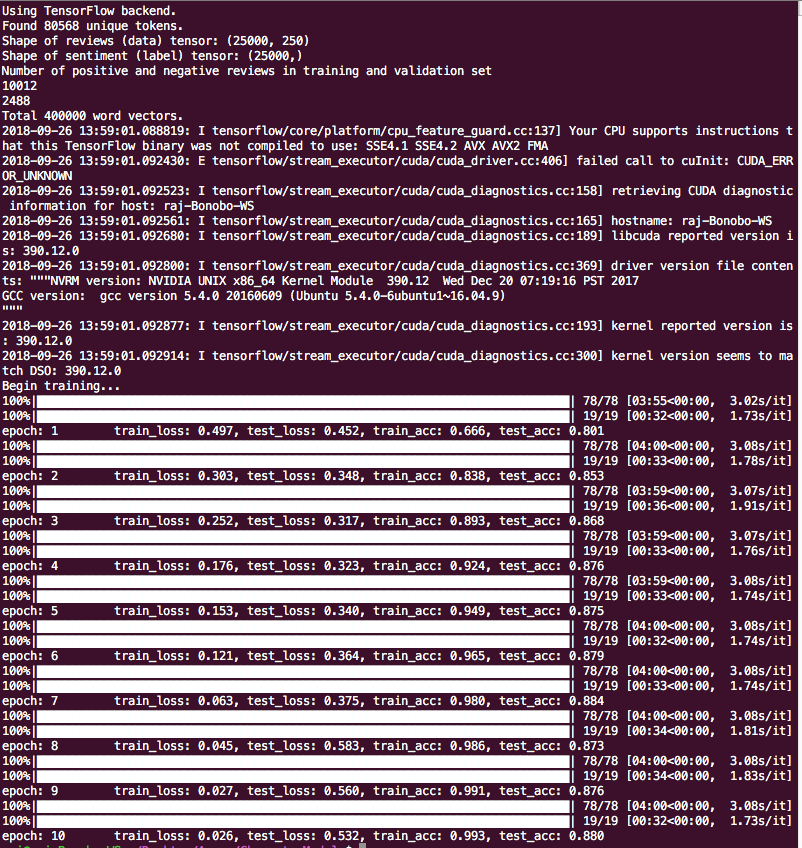 Using TensorFlow backend.
Found 80568 unique tokens.
Shape of reviews (data) tensor: (25000, 250)
Shape of sentiment (label) tensor: (25000,)
Number of positive and negative reviews in training and validation set
10012
2488
Total 400000 word vectors.
2018-09-26 13:59:01.088819: I tensorflow/core/platform/cpu_feature_guard.cc:137] Your CPU supports instructions t
hat this TensorFlow binary was not compiled to use: SSE4.1 SSE4.2 AVX AVX2 FMA
2018-09-26 13:59:01.092430: E tensorflow/stream_executor/cuda/cuda_driver.cc:406] failed call to cuInit: CUDA_ERR
OR_UNKNOWN
2018-09-26 13:59:01.092523: I tensorflow/stream_executor/cuda/cuda_diagnostics.cc:158] retrieving CUDA diagnostic
 information for host: raj-Bonobo-WS
2018-09-26 13:59:01.092561: I tensorflow/stream_executor/cuda/cuda_diagnostics.cc:165] hostname: raj-Bonobo-WS
2018-09-26 13:59:01.092680: I tensorflow/stream_executor/cuda/cuda_diagnostics.cc:189] libcuda reported version i
s: 390.12.0
2018-09-26 13:59:01.092800: I tensorflow/stream_executor/cuda/cuda_diagnostics.cc:369] driver version file conten
ts: """NVRM version: NVIDIA UNIX x86_64 Kernel Module  390.12  Wed Dec 20 07:19:16 PST 2017
GCC version:  gcc version 5.4.0 20160609 (Ubuntu 5.4.0-6ubuntu1~16.04.9)
"""
2018-09-26 13:59:01.092877: I tensorflow/stream_executor/cuda/cuda_diagnostics.cc:193] kernel reported version is
: 390.12.0
2018-09-26 13:59:01.092914: I tensorflow/stream_executor/cuda/cuda_diagnostics.cc:300] kernel version seems to ma
tch DSO: 390.12.0
Begin training...
100%| | 78/78 [03:55<00:00,  3.02s/it]
100%| | 19/19 [00:32<00:00,  1.73s/it]
epoch: 1 train_loss: 0.497, test_loss: 0.452, train_acc: 0.666, test_acc: 0.801
100%| | 78/78 [04:00<00:00,  3.08s/it]
100%| | 19/19 [00:33<00:00,  1.78s/it]
epoch: 2 train_loss: 0.303, test_loss: 0.348, train_acc: 0.838, test_acc: 0.853
100%| | 78/78 [03:59<00:00,  3.07s/it]
100%| | 19/19 [00:36<00:00,  1.91s/it]
epoch: 3 train_loss: 0.252, test_loss: 0.317, train_acc: 0.893, test_acc: 0.868
100%| | 78/78 [03:59<00:00,  3.07s/it]
100%| | 19/19 [00:33<00:00,  1.76s/it]
epoch: 4 train_loss: 0.176, test_loss: 0.323, train_acc: 0.924, test_acc: 0.876
100%| | 78/78 [03:59<00:00,  3.08s/it]
100%| | 19/19 [00:33<00:00,  1.74s/it]
epoch: 5 train_loss: 0.153, test_loss: 0.340, train_acc: 0.949, test_acc: 0.875
100%| | 78/78 [04:00<00:00,  3.08s/it]
100%| | 19/19 [00:32<00:00,  1.74s/it]
epoch: 6 train_loss: 0.121, test_loss: 0.364, train_acc: 0.965, test_acc: 0.879
100%| | 78/78 [04:00<00:00,  3.08s/it]
100%| | 19/19 [00:33<00:00,  1.74s/it]
epoch: 7 train_loss: 0.063, test_loss: 0.375, train_acc: 0.980, test_acc: 0.884
100%| | 78/78 [04:00<00:00,  3.08s/it]
100%| | 19/19 [00:34<00:00,  1.81s/it]
epoch: 8 train_loss: 0.045, test_loss: 0.583, train_acc: 0.986, test_acc: 0.873
100%| | 78/78 [04:00<00:00,  3.08s/it]
100%| | 19/19 [00:34<00:00,  1.83s/it]
epoch: 9 train_loss: 0.027, test_loss: 0.560, train_acc: 0.991, test_acc: 0.876
100%| | 78/78 [04:00<00:00,  3.08s/it]
100%| | 19/19 [00:32<00:00,  1.73s/it]
epoch: 10 train_loss: 0.026, test_loss: 0.532, train_acc: 0.993, test_acc: 0.880